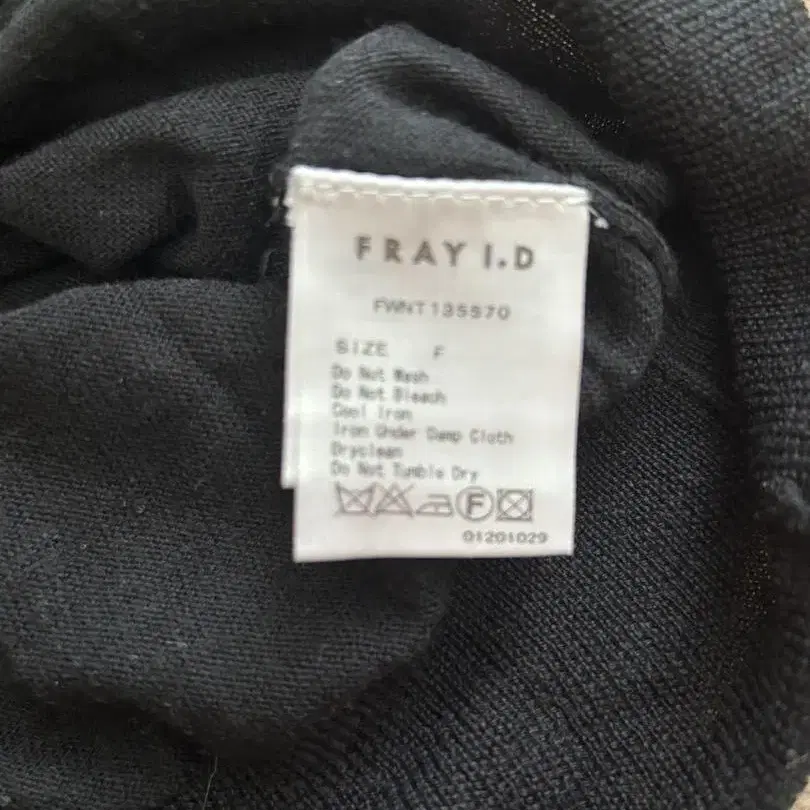 FRAY I.D
FWNT135570
SIZE F
Do Not Wash
Do Not Bleach
Cool Iron
Iron Under Damp Cloth
Dryclean
Do Not Tumble Dry
F
01201029